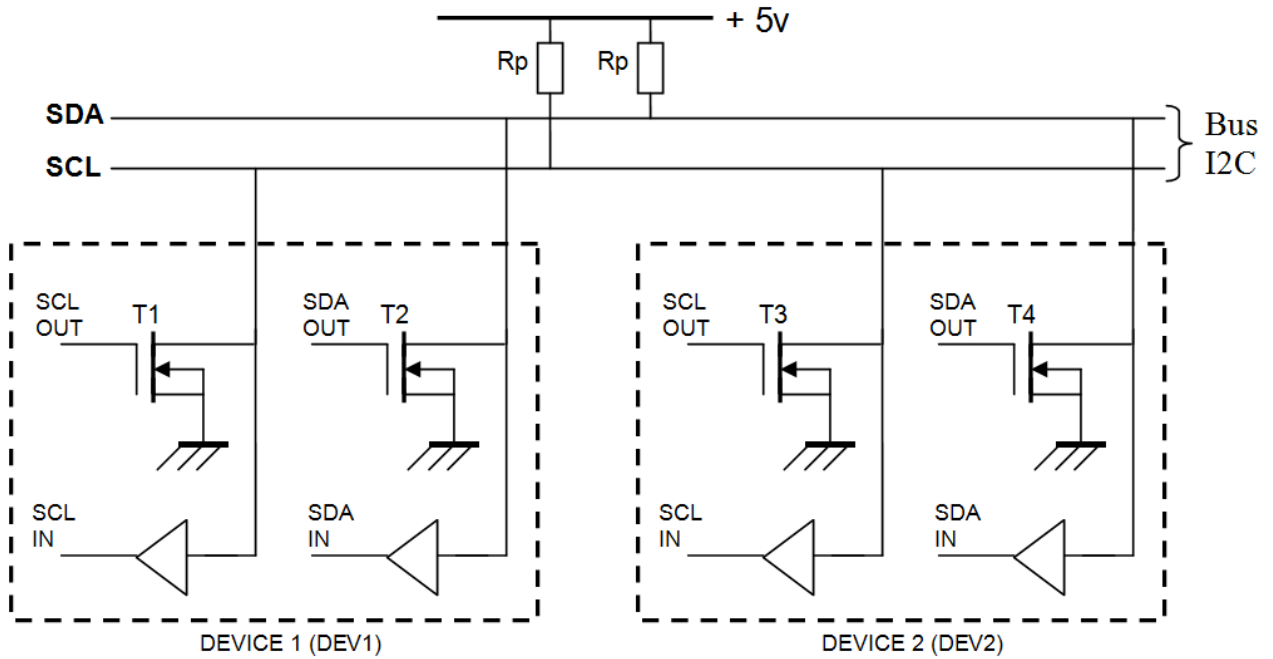 + 5v
Rp
Rp
SDA
SCL
Bus
I2C
SCL
OUT
T1
SDA
OUT
T2
SCL
IN
SDA
IN
DEVICE 1 (DEV1)
SCL
OUT
T3
SDA
OUT
T4
SCL
IN
SDA
IN
DEVICE 2 (DEV2)